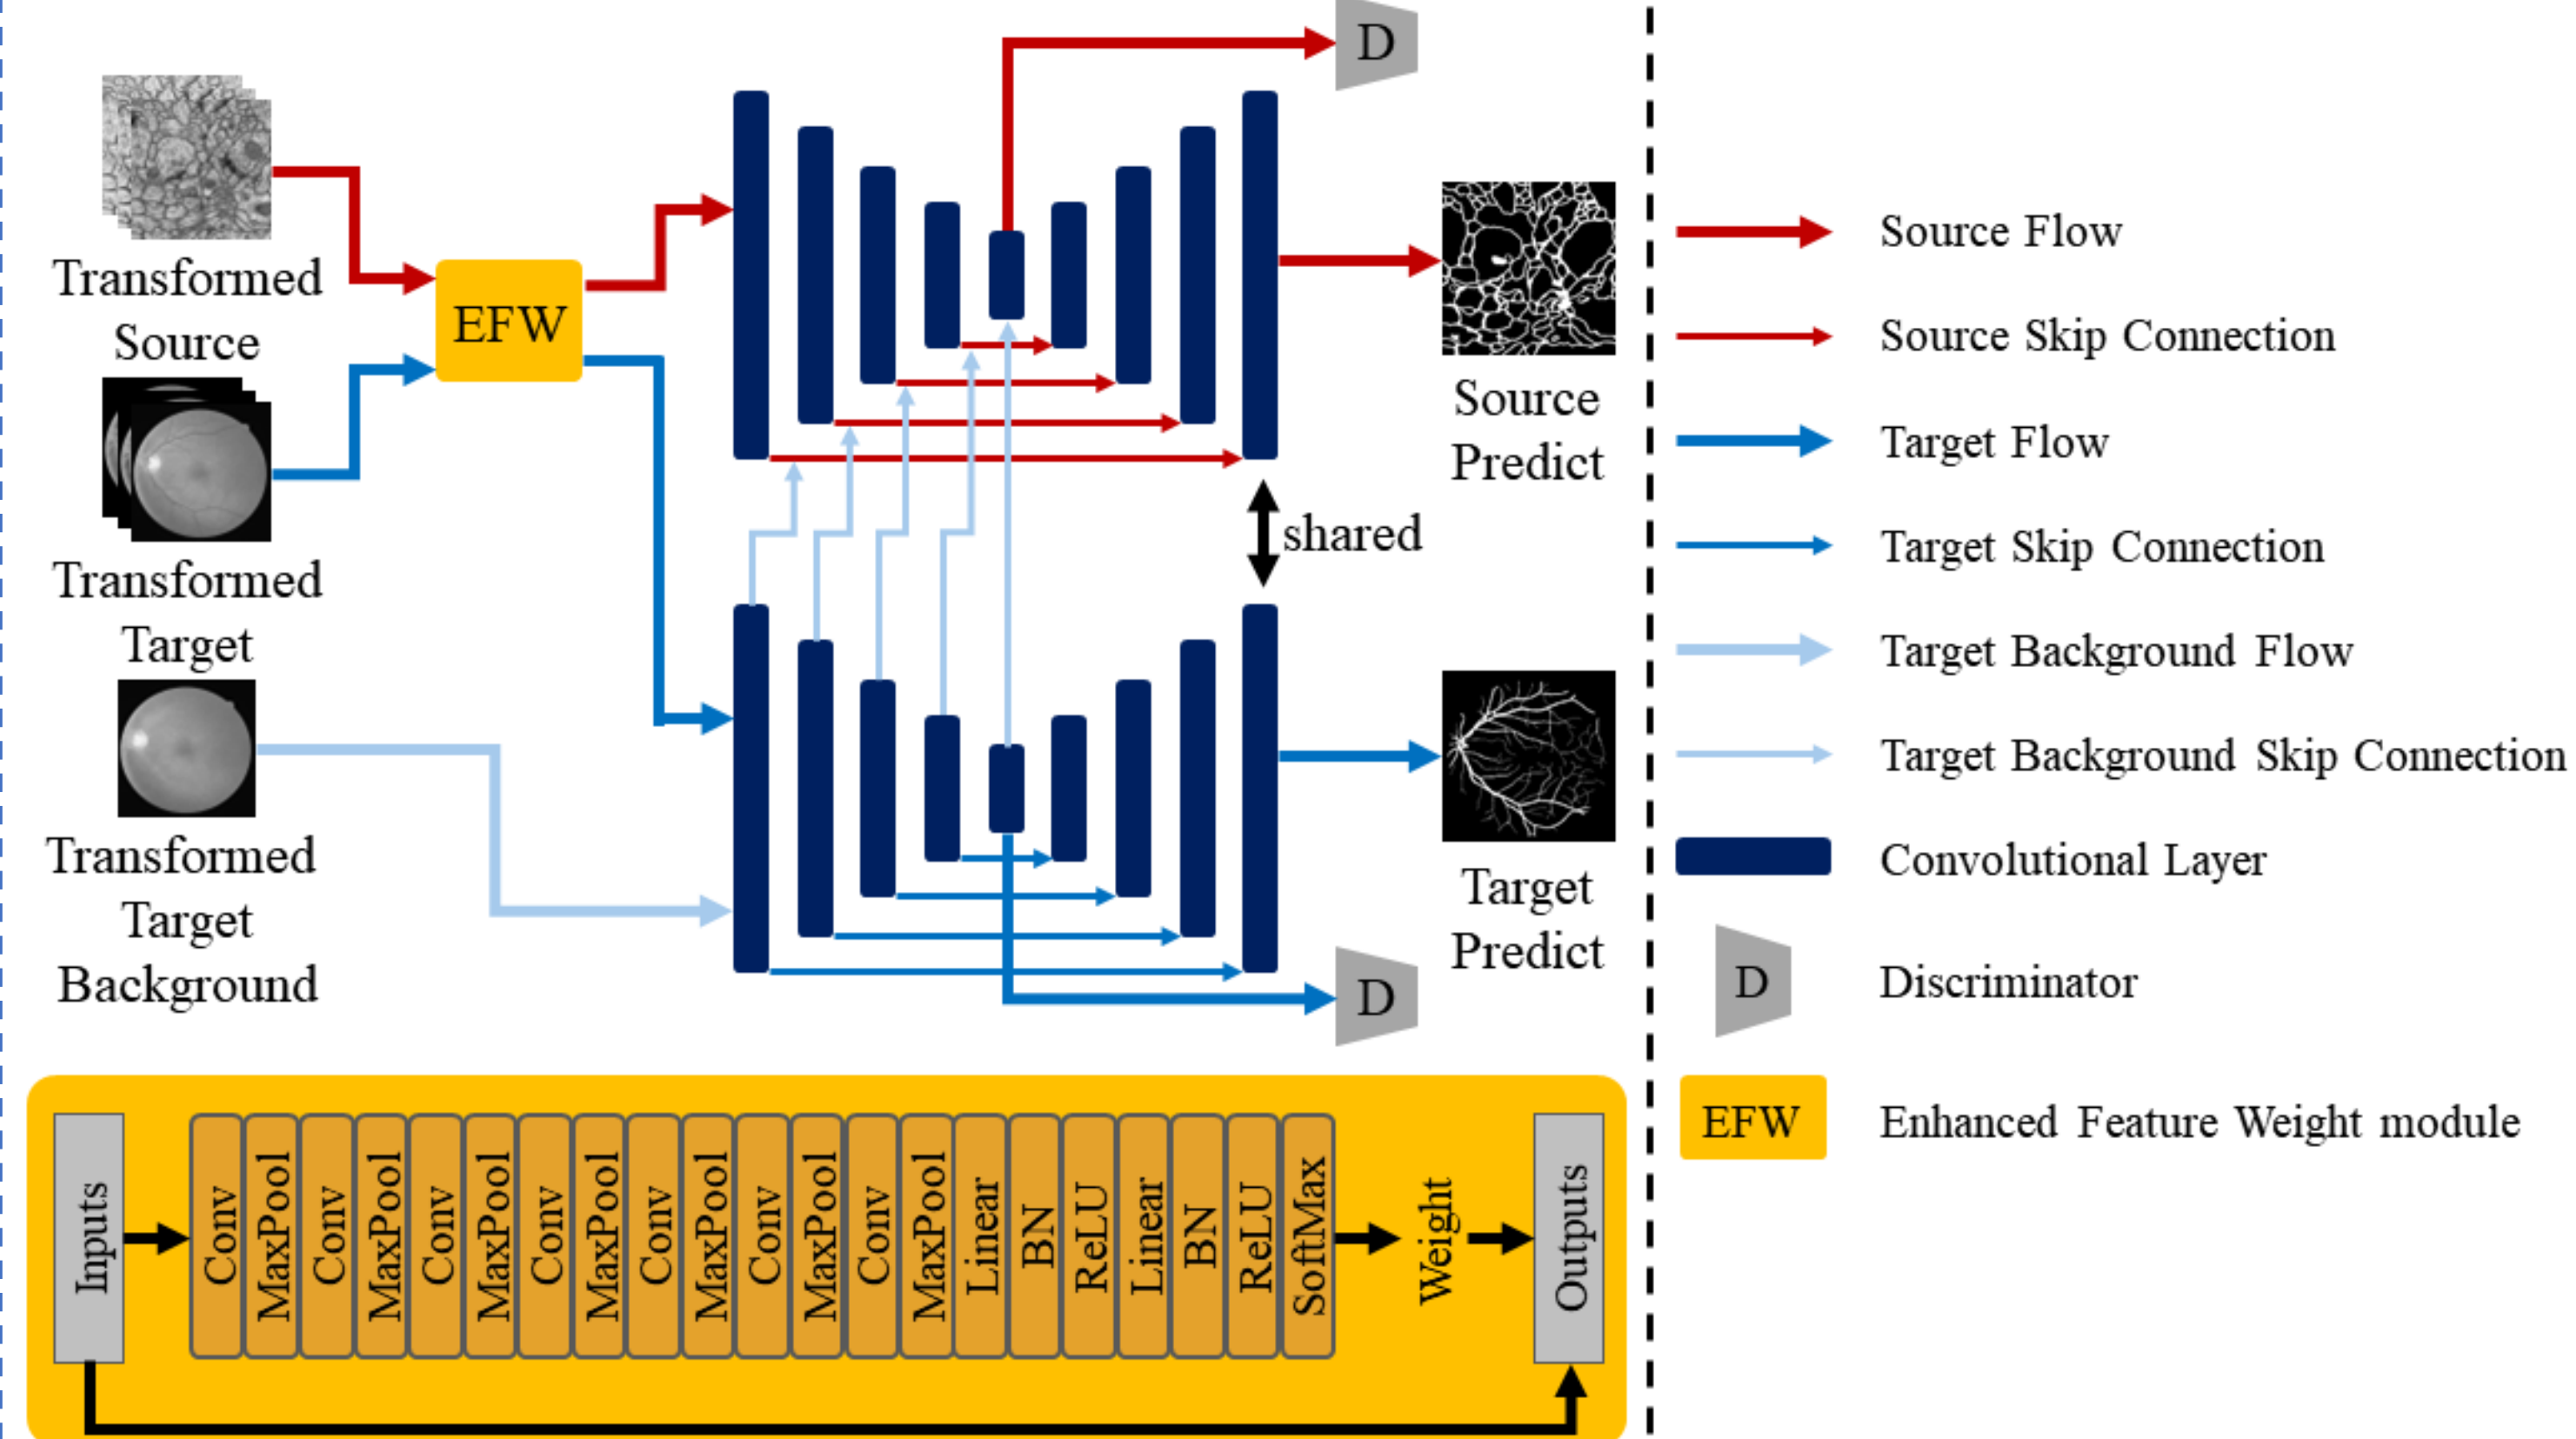 D
Transformed
Source
EFW
Transformed
Target
Transformed
Target
Background
Source
Predict
shared
Target
Predict
D
Inputs
Conv
MaxPool
Conv
MaxPool
Conv
MaxPool
Conv
MaxPool
Conv
MaxPool
Conv
MaxPool
Conv
MaxPool
Linear
BN
ReLU
Linear
BN
ReLU
SoftMax
Weight
Outputs
Source Flow
Source Skip Connection
Target Flow
Target Skip Connection
Target Background Flow
Target Background Skip Connection
Convolutional Layer
D Discriminator
EFW Enhanced Feature Weight module